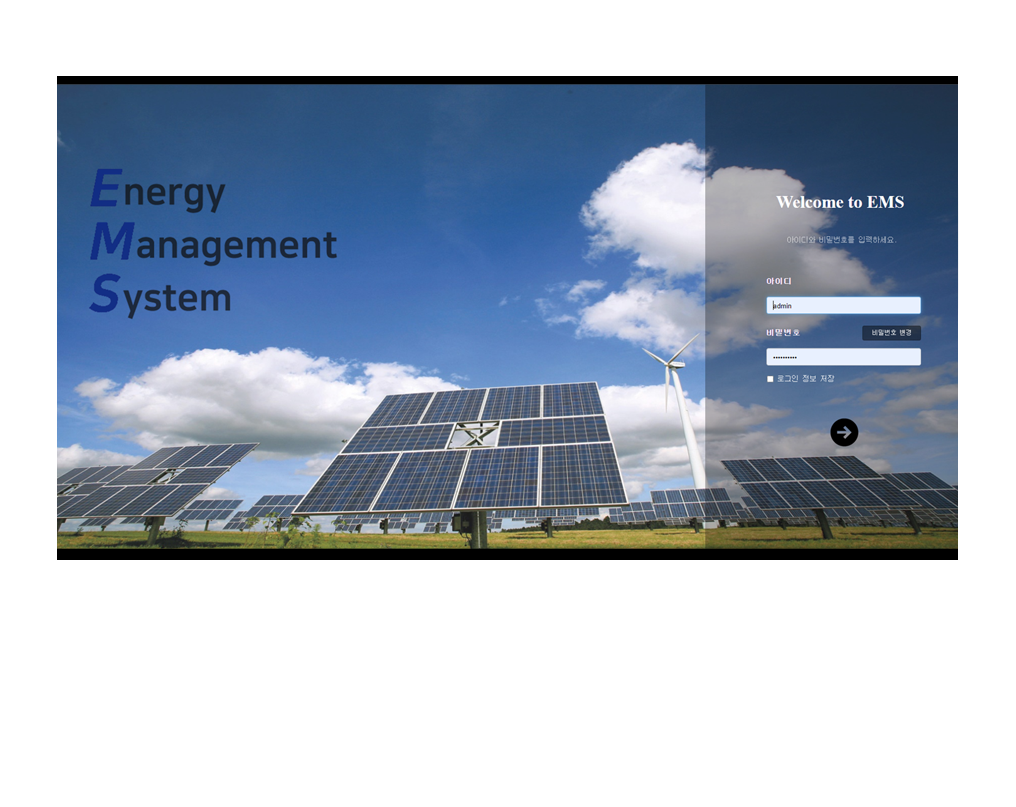 Energy
Management
System
Welcome to EMS
아이디와 비밀번호를 입력하세요.
아이디
admin
비밀번호
비밀번호 변경
••••••••••
로그인 정보 저장